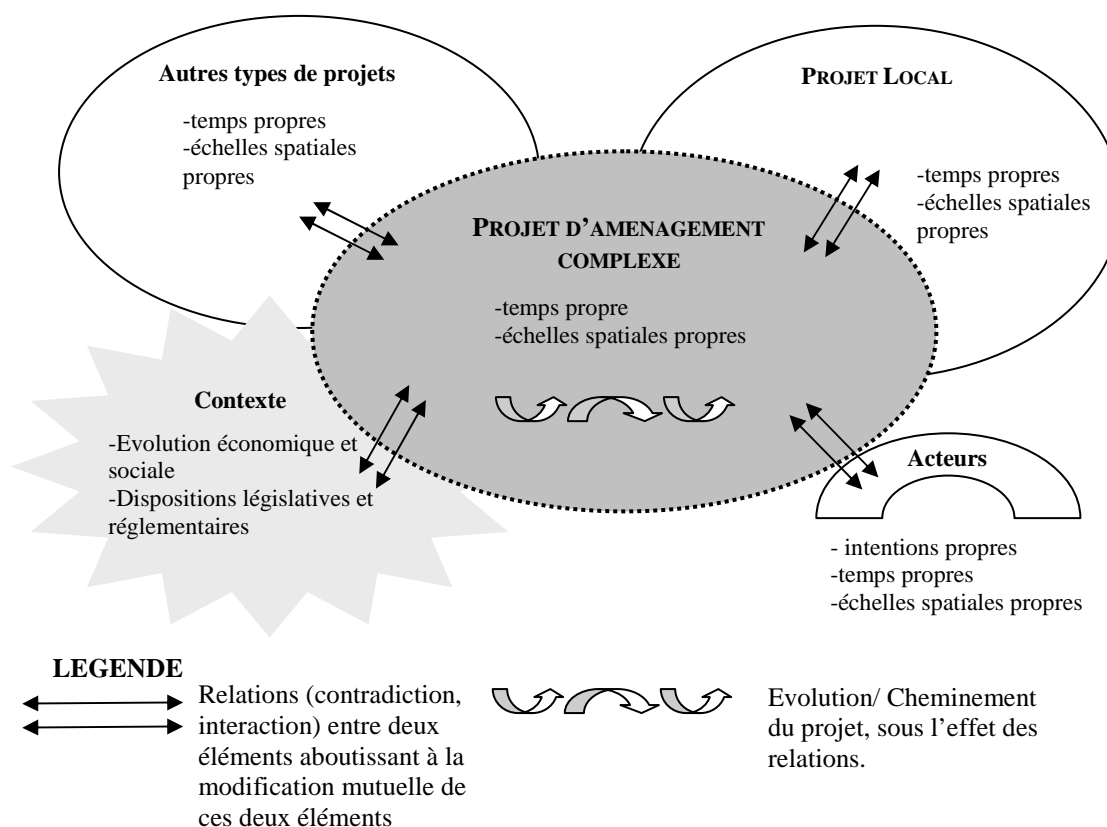 Autres types de projets
-temps propres
-échelles spatiales
propres
PROJET LOCAL
-temps propres
-échelles spatiales
propres
PROJET D'AMENAGEMENT
COMPLEXE
-temps propre
-échelles spatiales propres
Contexte
-Evolution économique et
sociale
-Dispositions législatives et
réglementaires
Acteurs
- intentions propres
-temps propres
-échelles spatiales propres
LEGENDE
Relations (contradiction,
interaction) entre deux
éléments aboutissant à la
modification mutuelle de
ces deux éléments
Evolution/ Cheminement
du projet, sous l'effet des
relations.